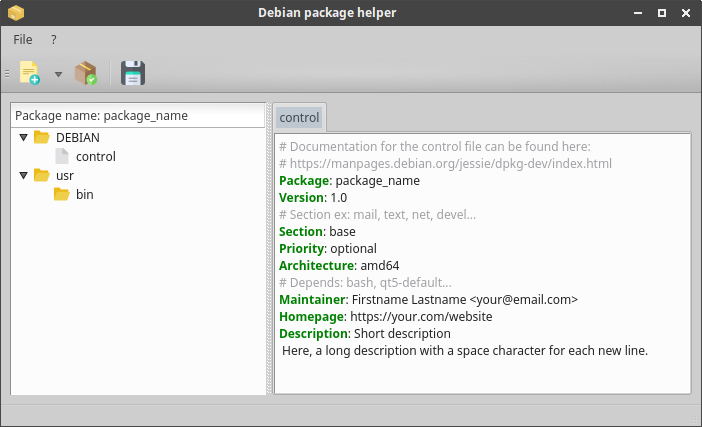 Debian package helper
File ?
Package name: package_name
DEBIAN
control
usr
bin
control
# Documentation for the control file can be found here:
# https://manpages.debian.org/jessie/dpkg-dev/index.html
Package: package_name
Version: 1.0
# Section ex: mail, text, net, devel...
Section: base
Priority: optional
Architecture: amd64
# Depends: bash, qt5-default...
Maintainer: Firstname Lastname <your@email.com>
Homepage: https://your.com/website
Description: Short description
 Here, a long description with a space character for each new line.